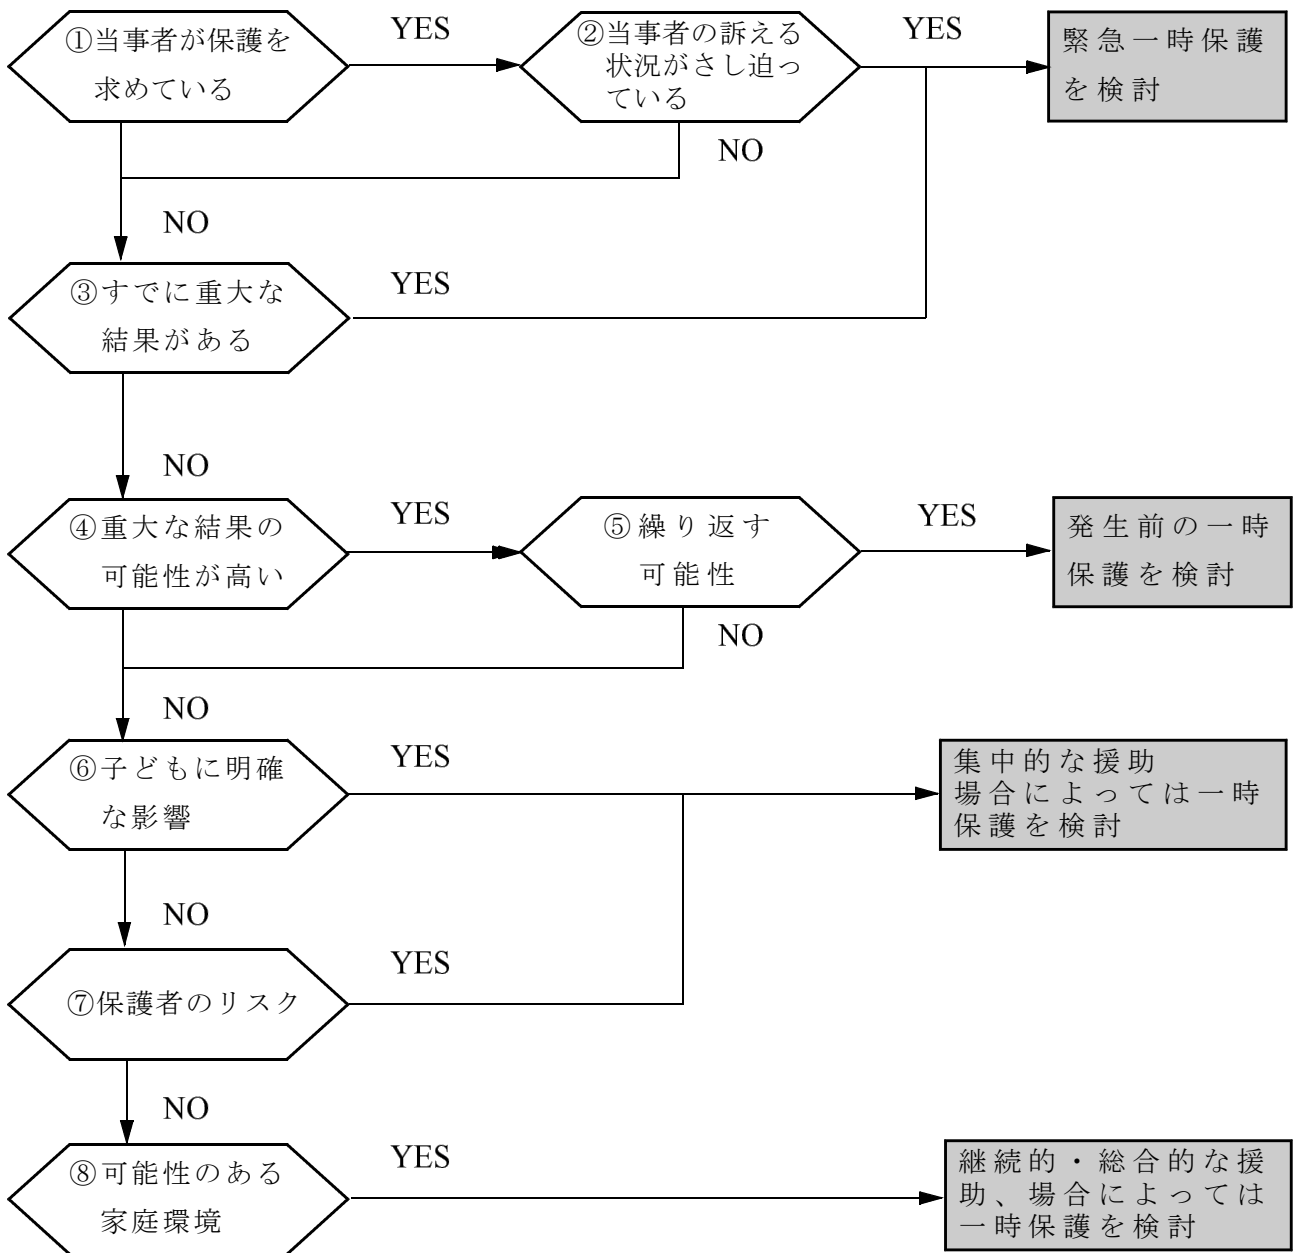 ①当事者が保護を
求めている
YES
②当事者の訴える
状況がさし迫っ
ている
YES
緊急一時保護
を検討
NO
NO
③すでに重大な
結果がある
YES
NO
④重大な結果の
可能性が高い
YES
⑤繰り返す
可能性
YES
発生前の一時
保護を検討
NO
NO
⑥子どもに明確
な影響
YES
集中的な援助
場合によっては一時
保護を検討
NO
⑦保護者のリスク
YES
NO
⑧可能性のある
家庭環境
YES
継続的・総合的な援
助、場合によっては
一時保護を検討